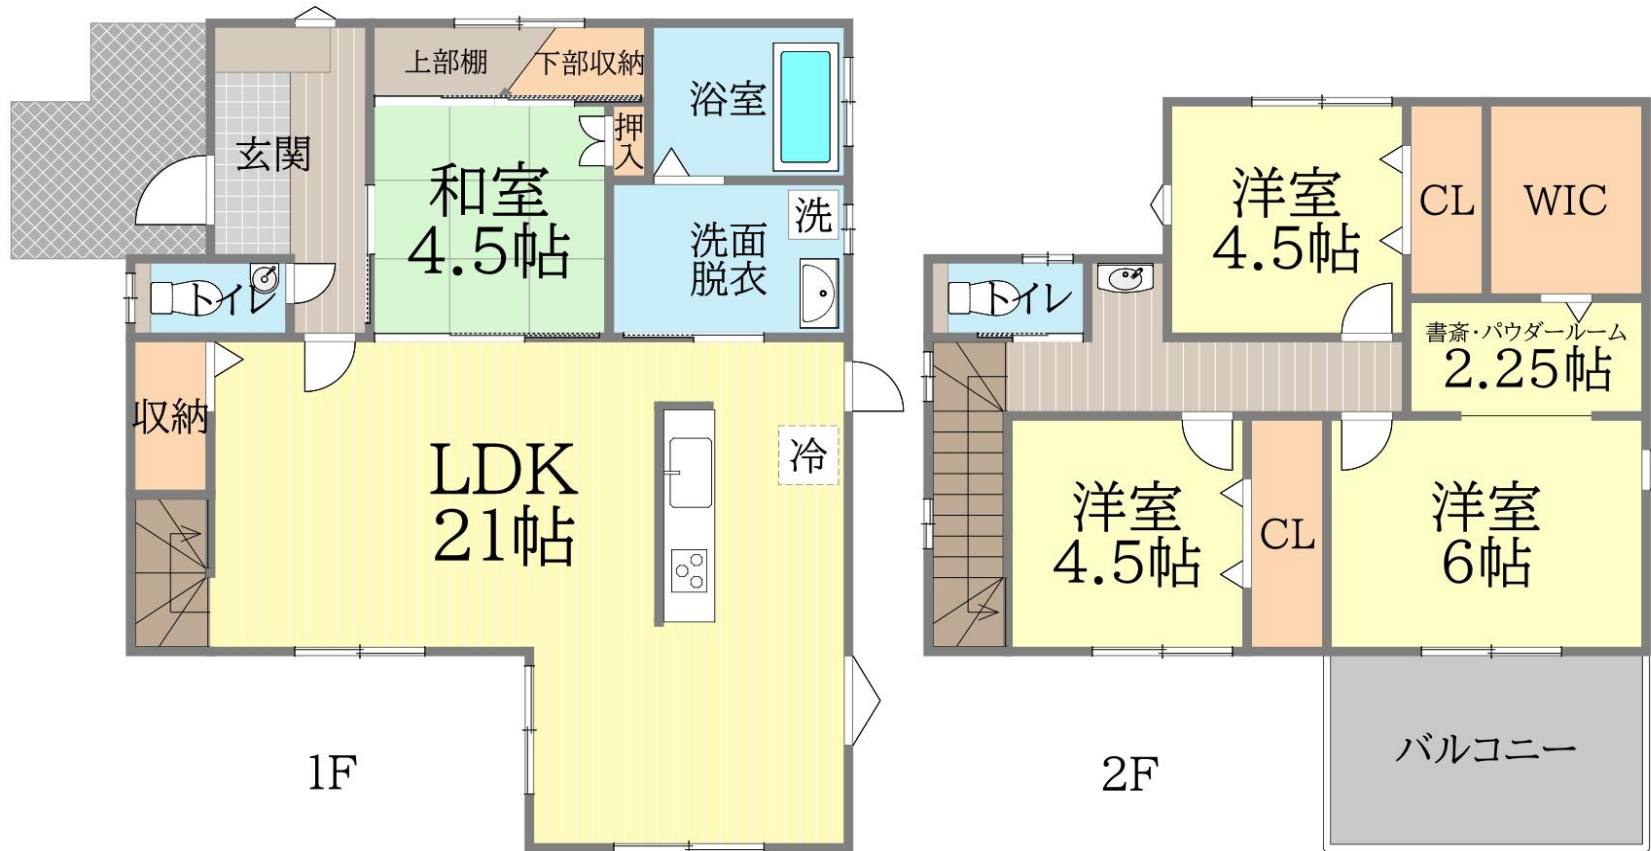 上部棚
下部収納
浴室
玄関
押入
和室
4.5帖
洗
洗面
脱衣
トイレ
収納
LDK
21帖
冷
1F
洋室
4.5帖
CL
WIC
トイレ
書斎・パウダールーム
2.25帖
洋室
4.5帖
CL
洋室
6帖
バルコニー
2F